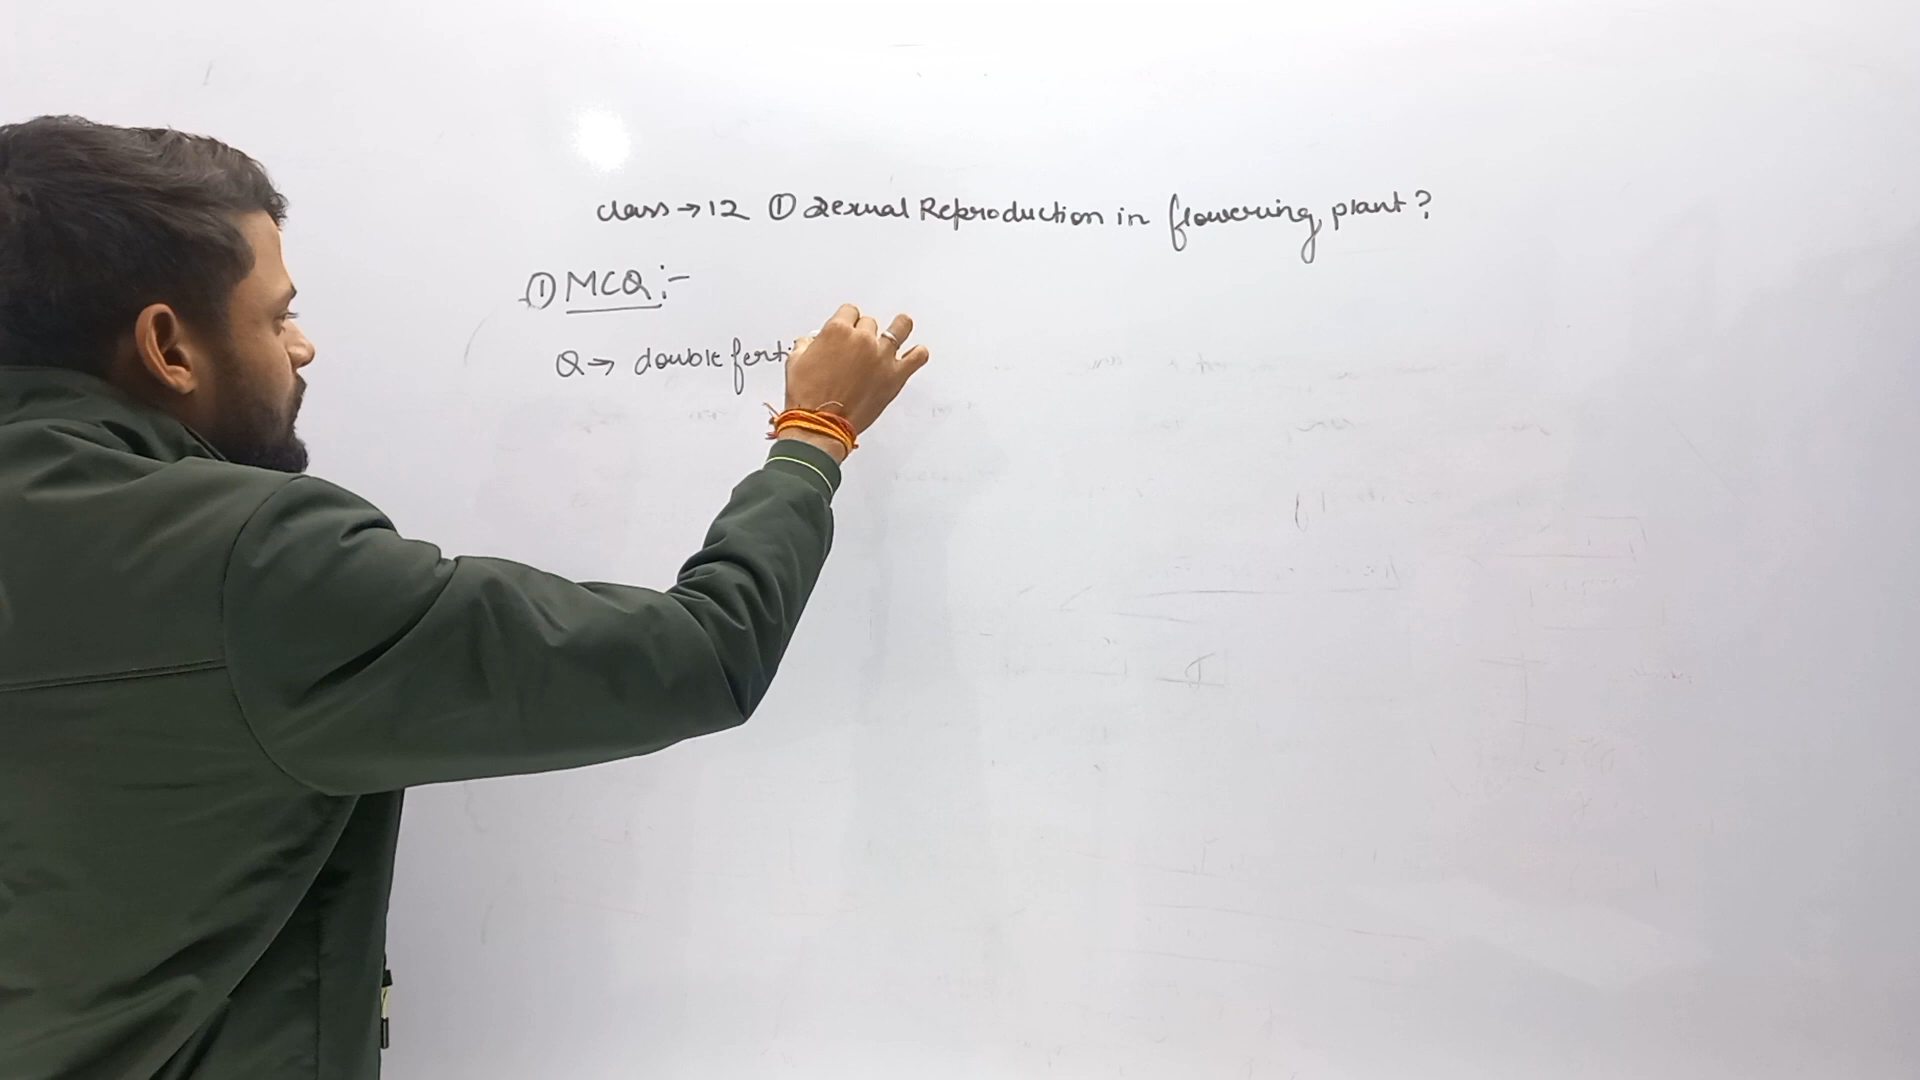 class → 12 ① Sexual Reproduction in flowering plant?
① MCQ :-
Q → double ferti